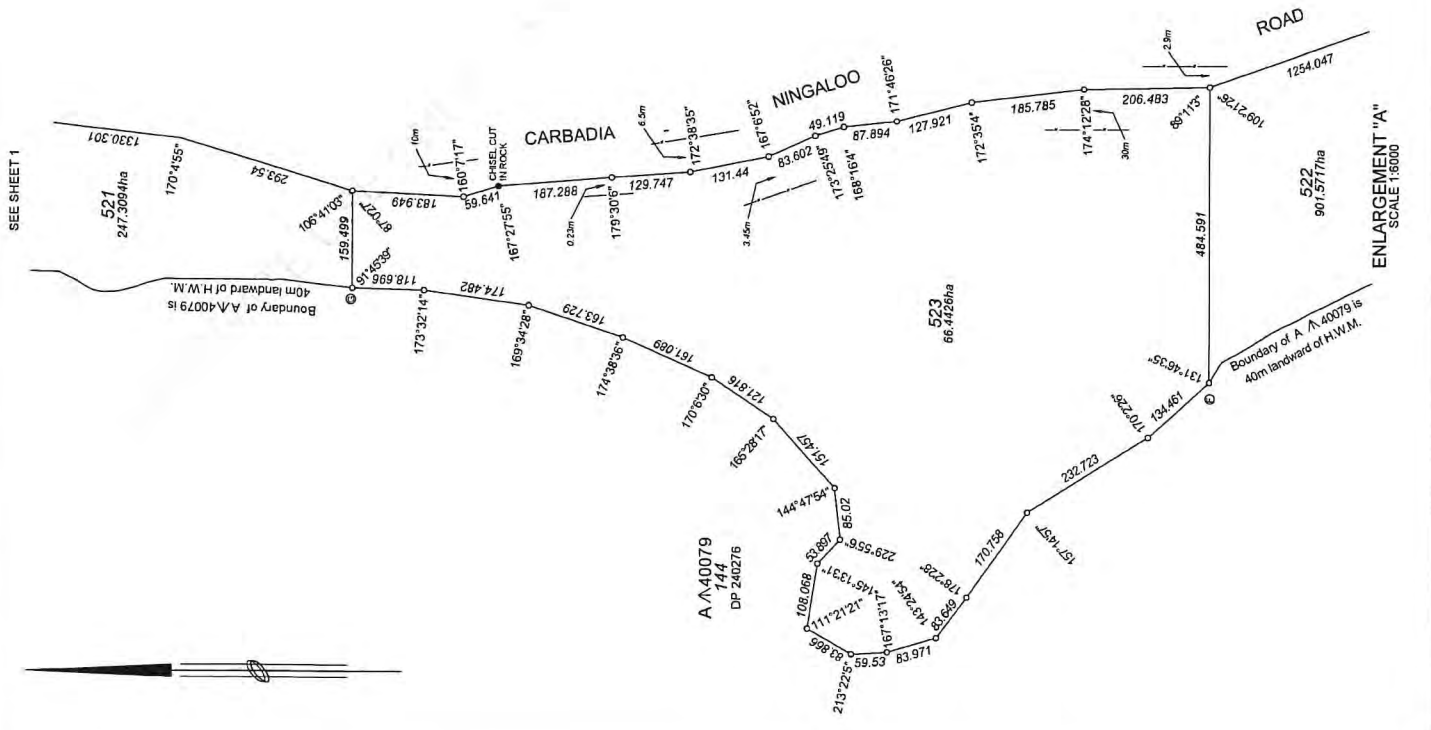 SEE SHEET 1
1330.301
521
247.3094ha
170°4'55"
293.54
106°41'03"
87°0'27"
159.499
91°45'39"
Boundary of A 40079 is
40m landward of H.W.M.
183.949
10m
160°7'17"
59.641
CHISEL CUT
IN ROCK
167°27'55"
CARBADIA
NINGALOO
ROAD
187.288
0.23m
179°30'6"
129.747
6.5m
172°38'35"
131.44
167°6'52"
83.602
3.45m
49.119
173°25'49"
168°16'4"
87.894
171°46'26"
127.921
172°35'4"
185.785
174°12'28"
30m
206.483
2.9m
89°11'3"
109°21'26"
1254.047
118.696
173°32'14"
174.482
169°34'28"
163.729
174°38'36"
161.089
170°6'30"
121.816
165°28'17"
151.457
144°47'54"
85.02
229°55'6"
53.897
145°13'31"
108.068
111°21'21"
83.866
213°22'5"
59.53
167°13'17"
83.971
143°24'54"
83.649
178°2'28"
170.758
157°14'57"
232.723
170°2'26"
134.461
131°46'35"
484.591
A 40079
144
DP 240276
523
66.4426ha
522
901.5717ha
Boundary of A 40079 is
40m landward of H.W.M.
ENLARGEMENT "A"
SCALE 1:6000